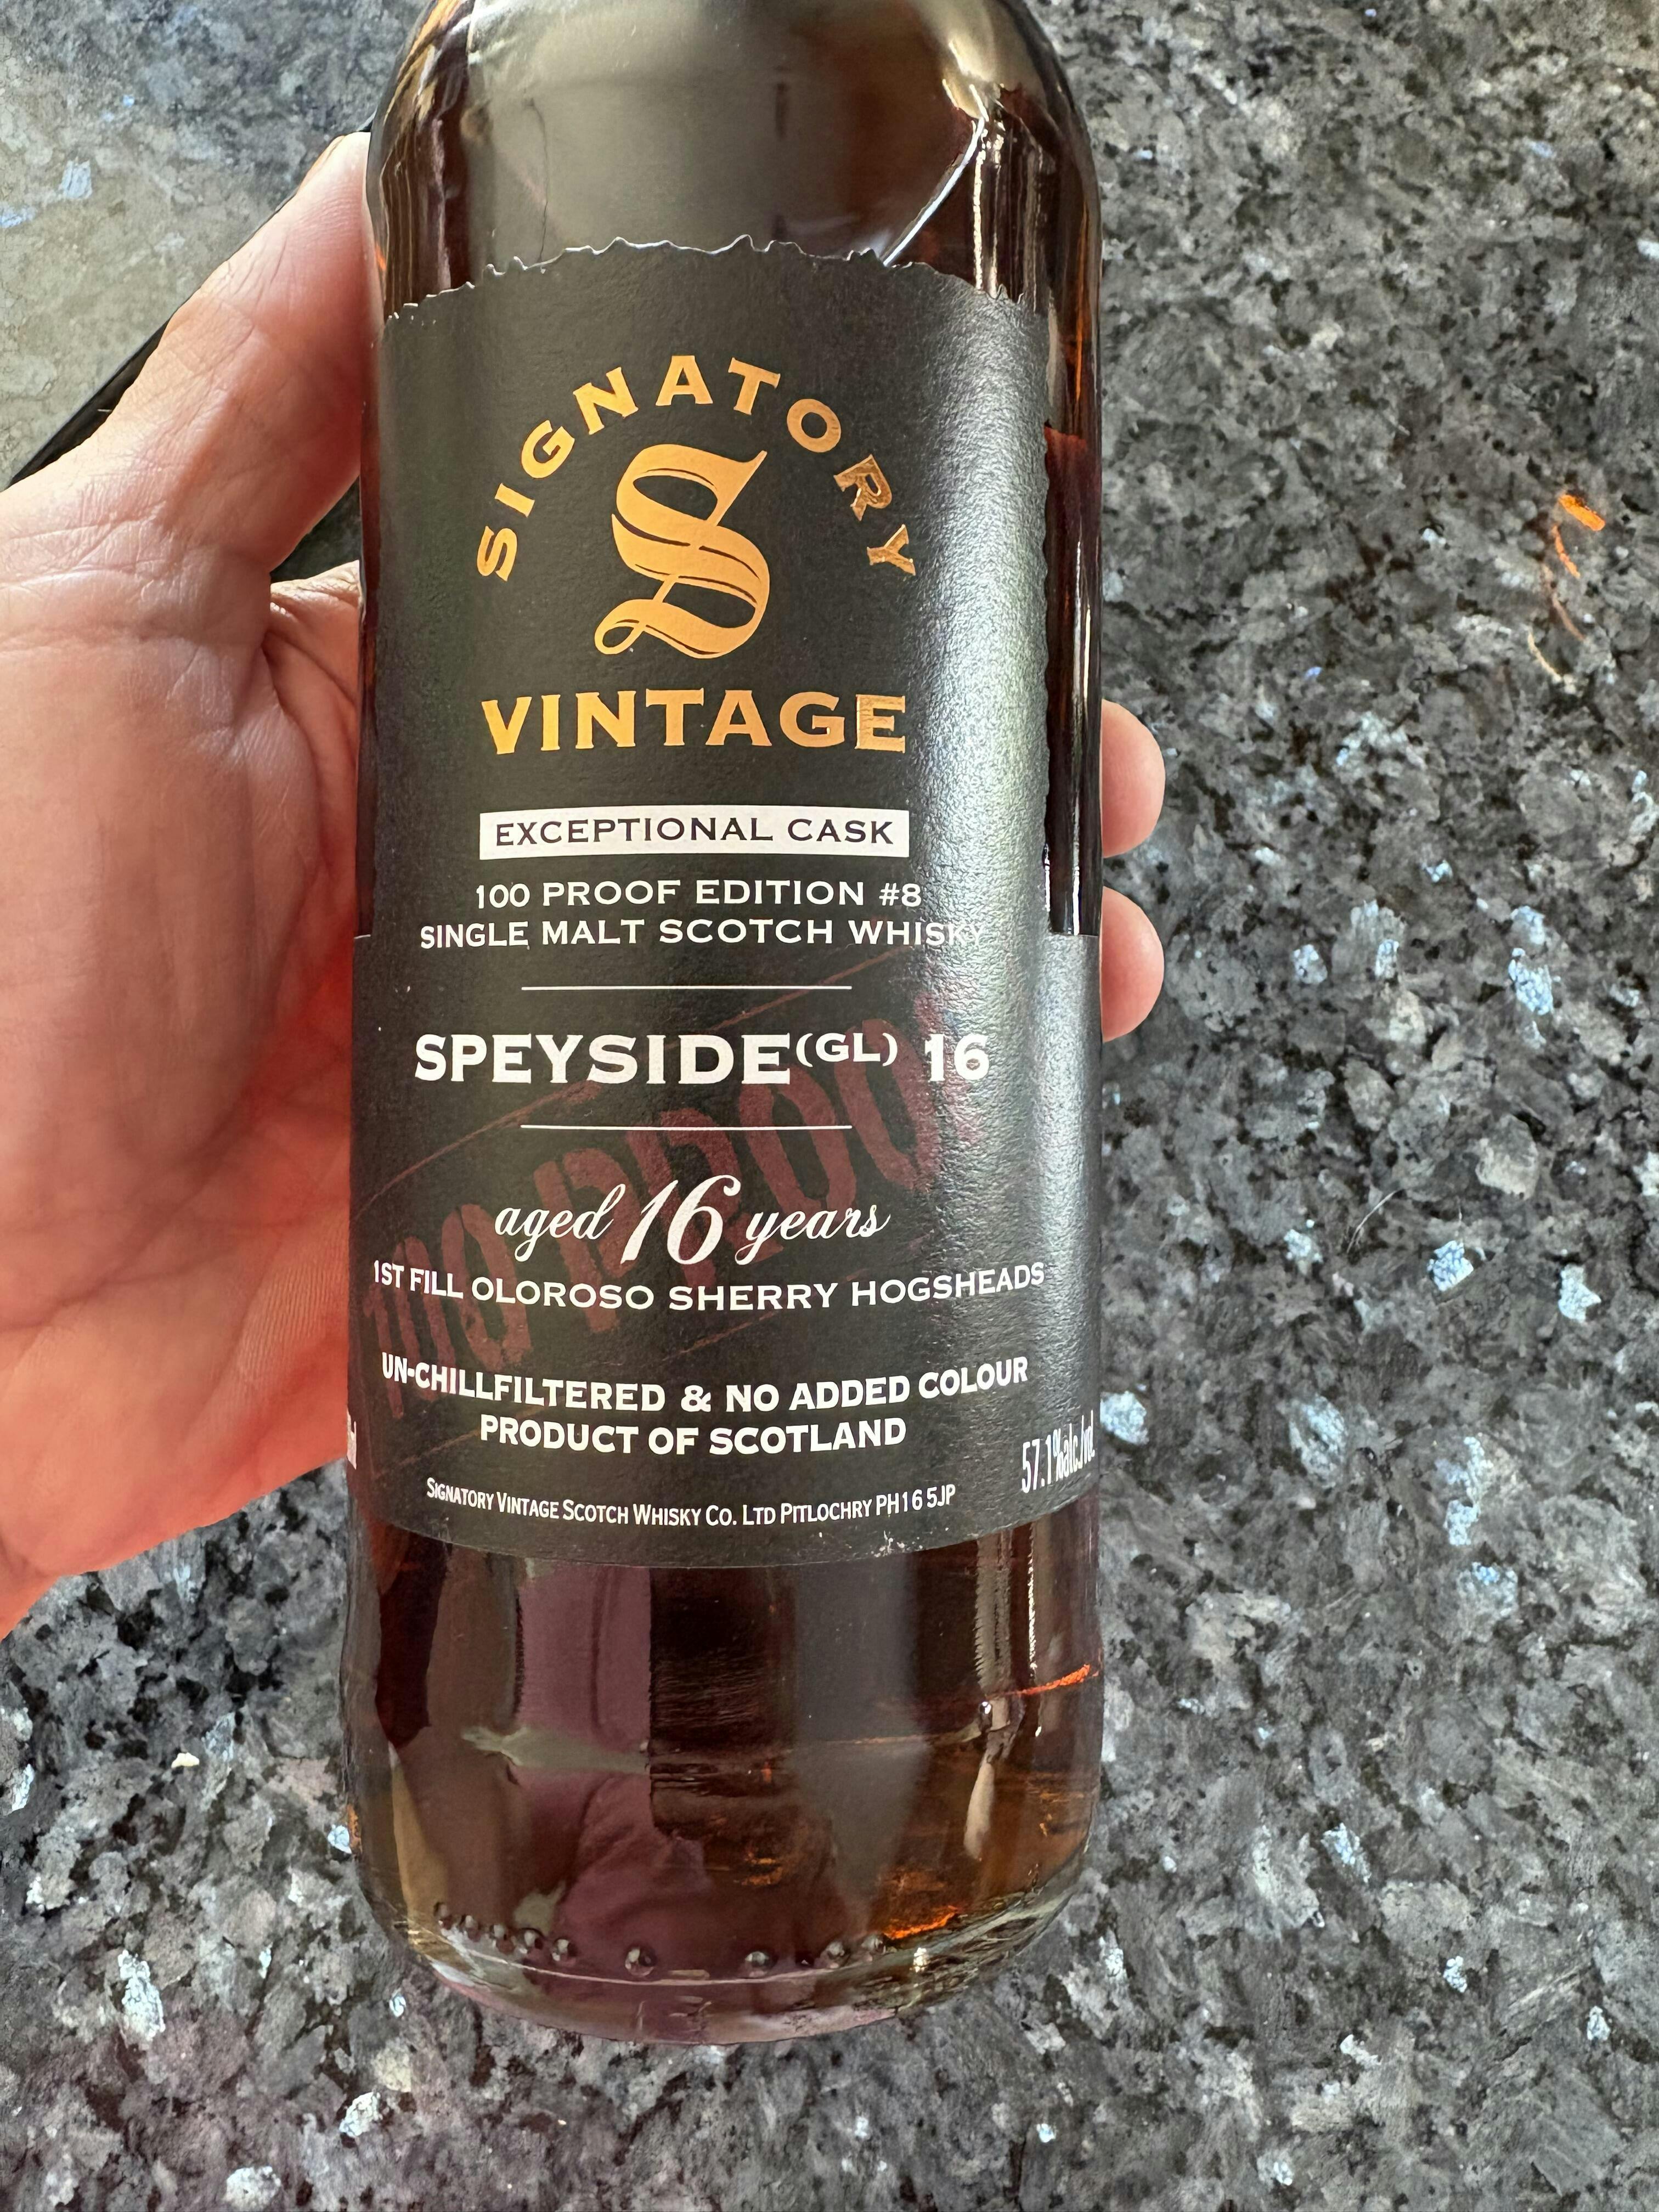 SIGNATORY
S
VINTAGE
EXCEPTIONAL CASK
100 PROOF EDITION #8
SINGLE MALT SCOTCH WHISKY
SPEYSIDE(GL) 16
100 PROOF
aged 16 years
1ST FILL OLOROSO SHERRY HOGSHEADS
UN-CHILLFILTERED & NO ADDED COLOUR
PRODUCT OF SCOTLAND
57.1%alc./vol.
SIGNATORY VINTAGE SCOTCH WHISKY CO. LTD PITLOCHRY PH16 5JP